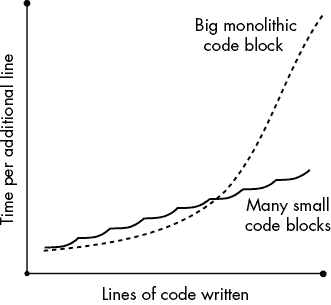 Big monolithic
code block
Time per additional line
Many small
code blocks
Lines of code written